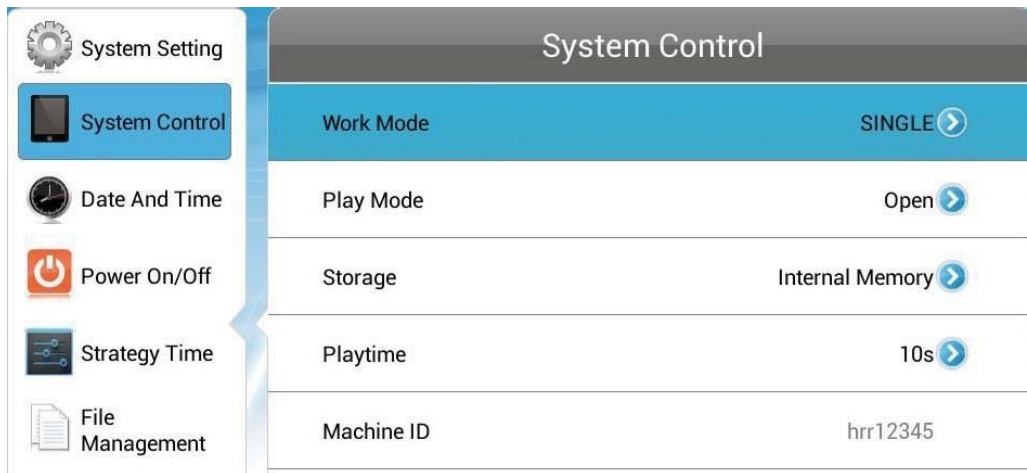 System Setting
System Control
Date And Time
Power On/Off
Strategy Time
File
Management
System Control
Work Mode SINGLE
Play Mode Open
Storage Internal Memory
Playtime 10s
Machine ID hrr12345